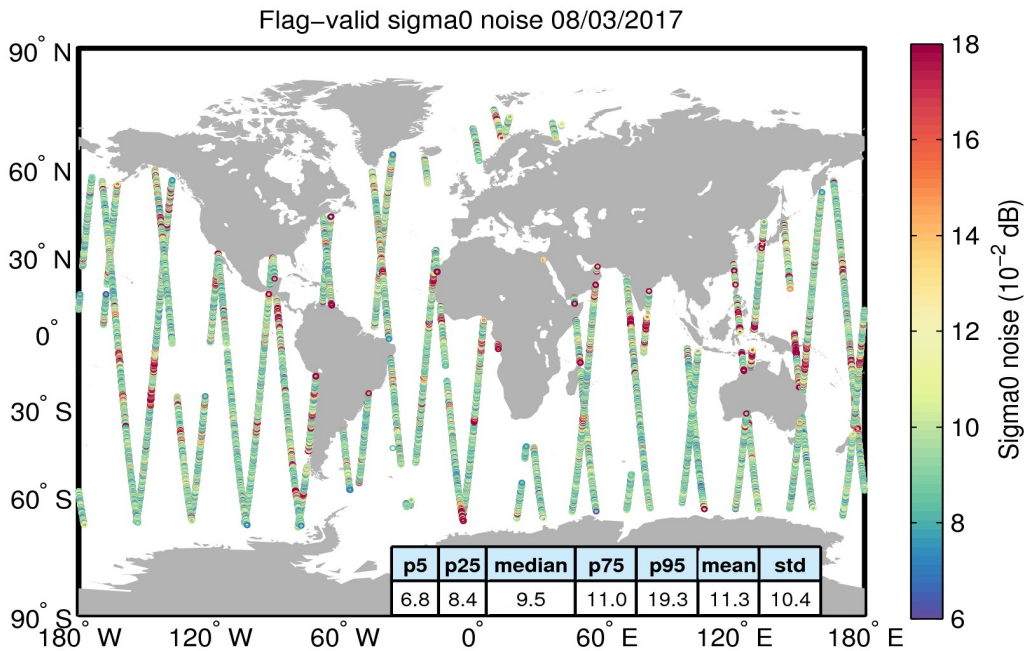 Flag−valid sigma0 noise 08/03/2017
90° N
60° N
30° N
0°
30° S
60° S
90° S
180° W 120° W 60° W 0° 60° E 120° E 180° E
p5 p25 median p75 p95 mean std
6.8 8.4 9.5 11.0 19.3 11.3 10.4
18
16
14
12
10
8
6
Sigma0 noise (10⁻² dB)